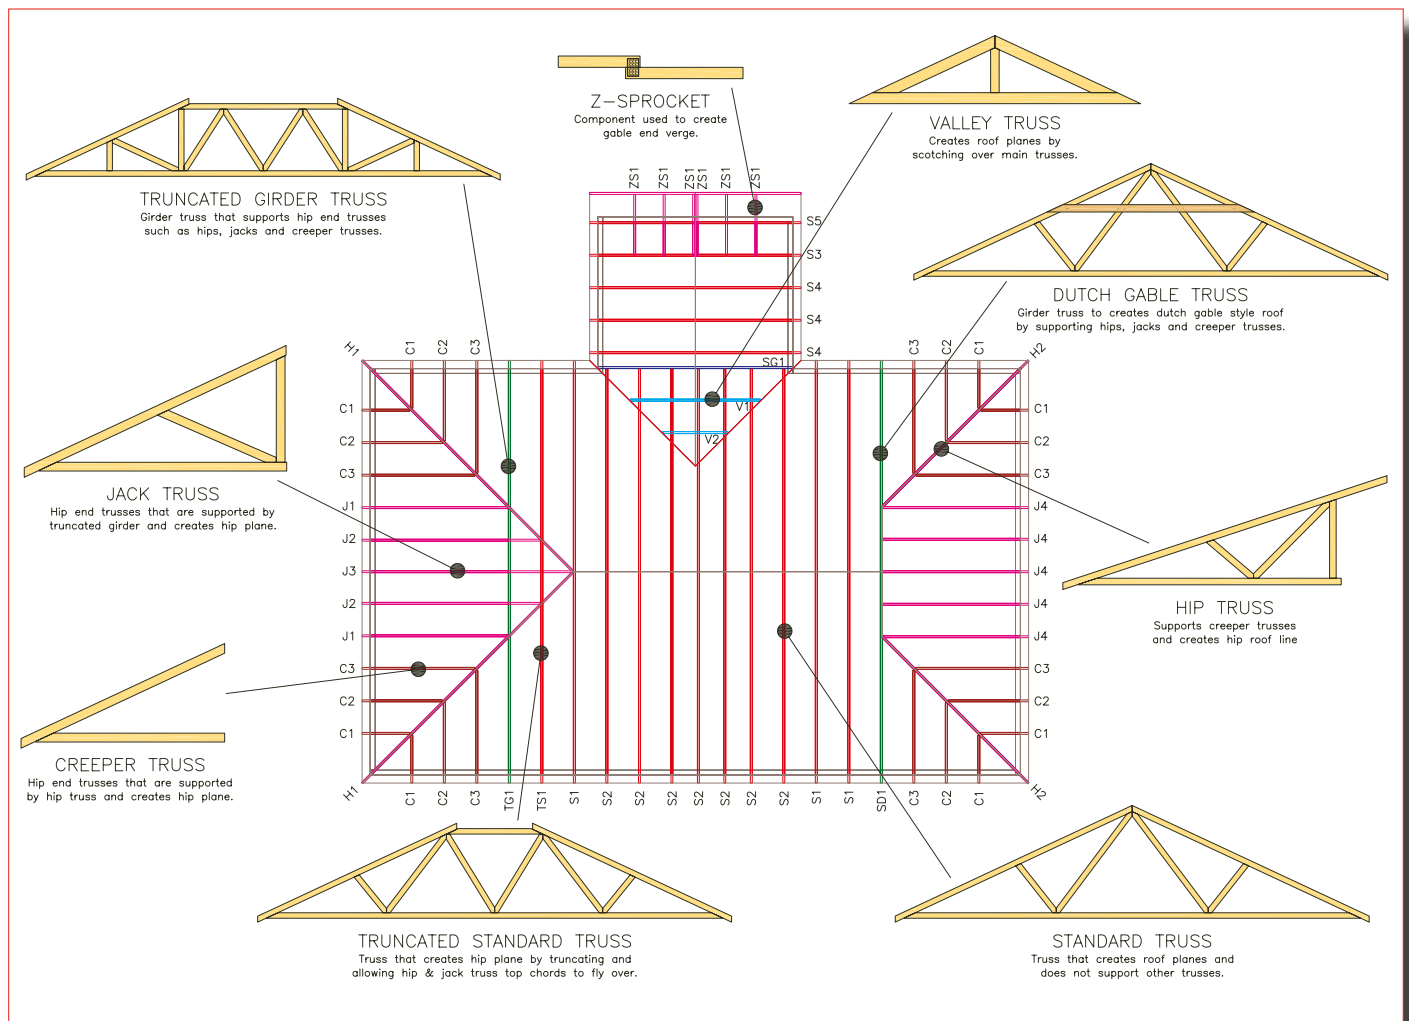 Z-SPROCKET
Component used to create
gable end verge.
VALLEY TRUSS
Creates roof planes by
scotching over main trusses.
TRUNCATED GIRDER TRUSS
Girder truss that supports hip end trusses
such as hips, jacks and creeper trusses.
DUTCH GABLE TRUSS
Girder truss to creates dutch gable style roof
by supporting hips, jacks and creeper trusses.
ZS1 ZS1 ZS1 ZS1 ZS1 ZS1
S5
S3
S4
S4
S4
SG1
H1 C1 C2 C3 C3 C2 C1 H2
V1
V2
C1 C1
C2 C2
C3 C3
J1 J4
J2 J4
J3 J4
J2 J4
J1 J4
C3 C3
C2 C2
C1 C1
H1 C1 C2 C3 TG1 TS1 S1 S2 S2 S2 S2 S2 S2 S2 S1 S1 SD1 C3 C2 C1 H2
JACK TRUSS
Hip end trusses that are supported by
truncated girder and creates hip plane.
HIP TRUSS
Supports creeper trusses
and creates hip roof line
CREEPER TRUSS
Hip end trusses that are supported
by hip truss and creates hip plane.
TRUNCATED STANDARD TRUSS
Truss that creates hip plane by truncating and
allowing hip & jack truss top chords to fly over.
STANDARD TRUSS
Truss that creates roof planes and
does not support other trusses.